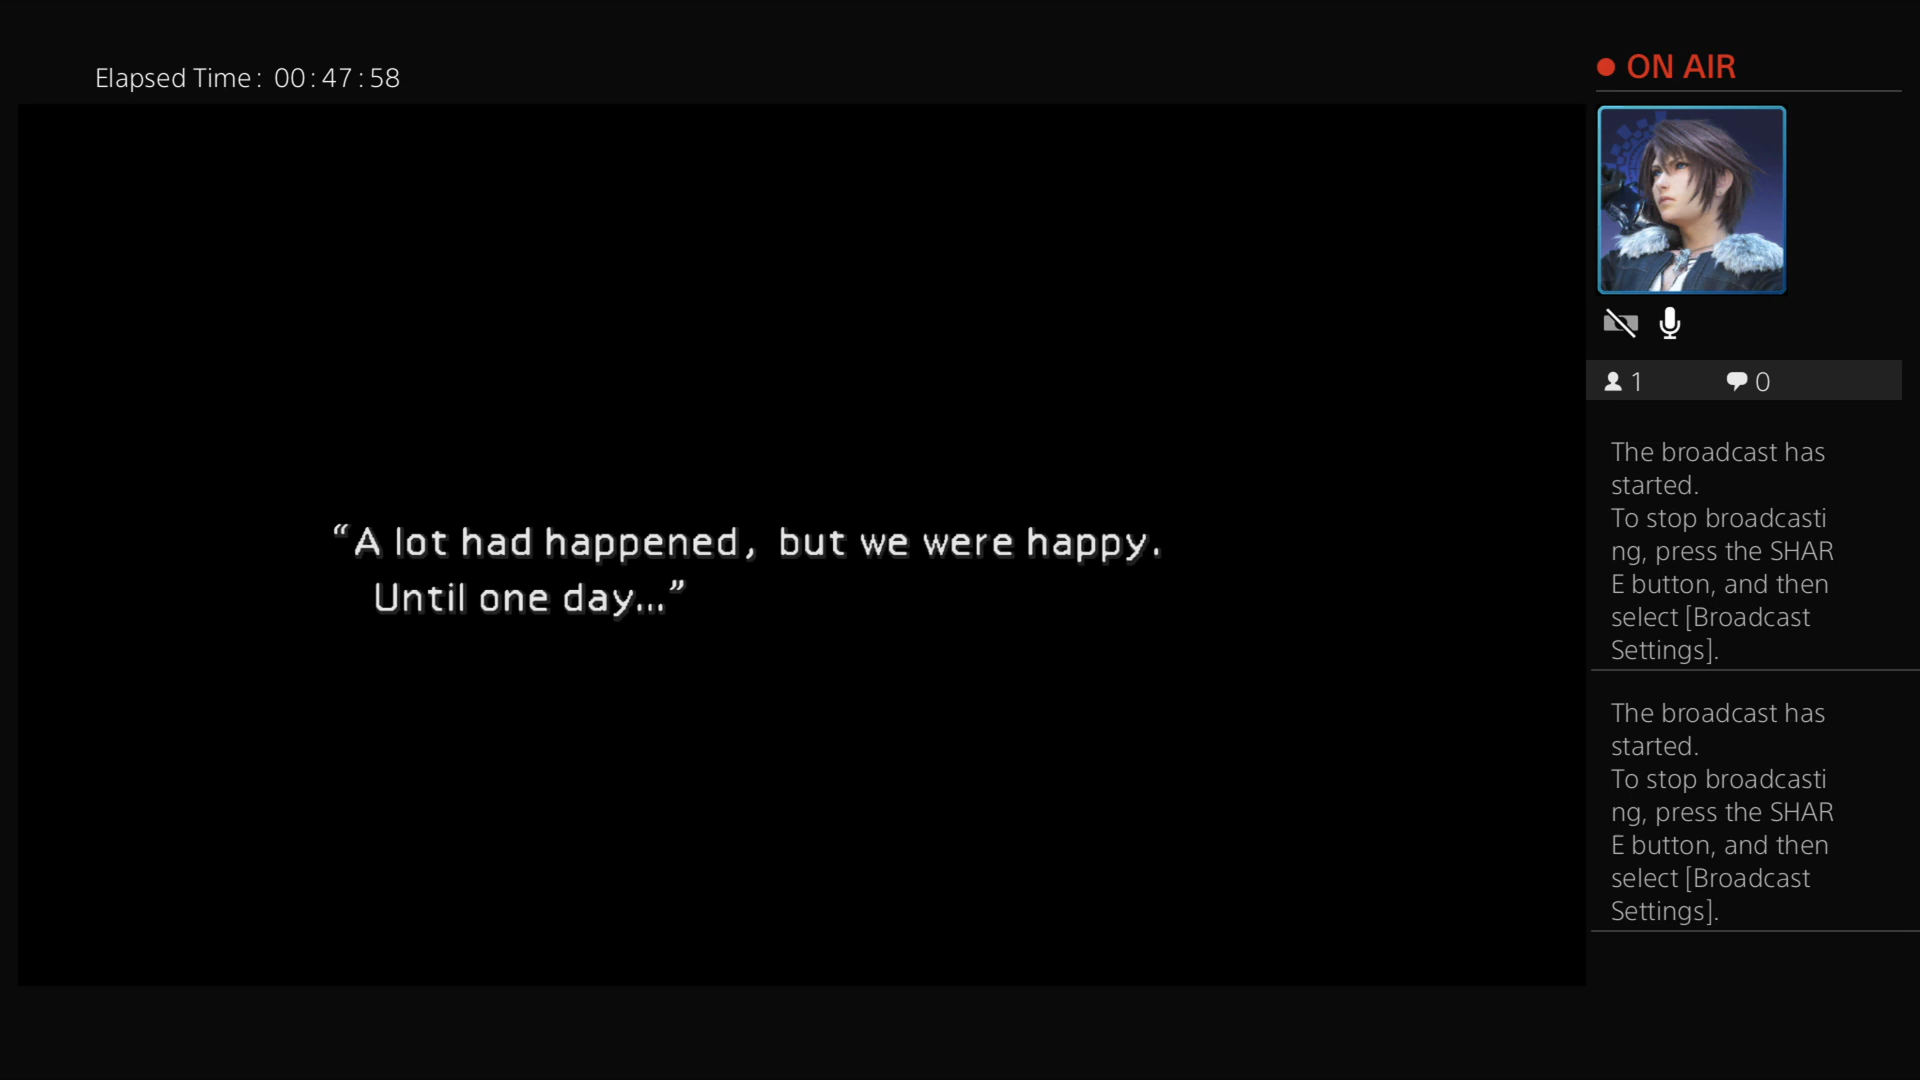 Elapsed Time: 00:47:58
ON AIR
“A lot had happened, but we were happy.
Until one day...”
1
0
The broadcast has
started.
To stop broadcasti
ng, press the SHAR
E button, and then
select [Broadcast
Settings].
The broadcast has
started.
To stop broadcasti
ng, press the SHAR
E button, and then
select [Broadcast
Settings].